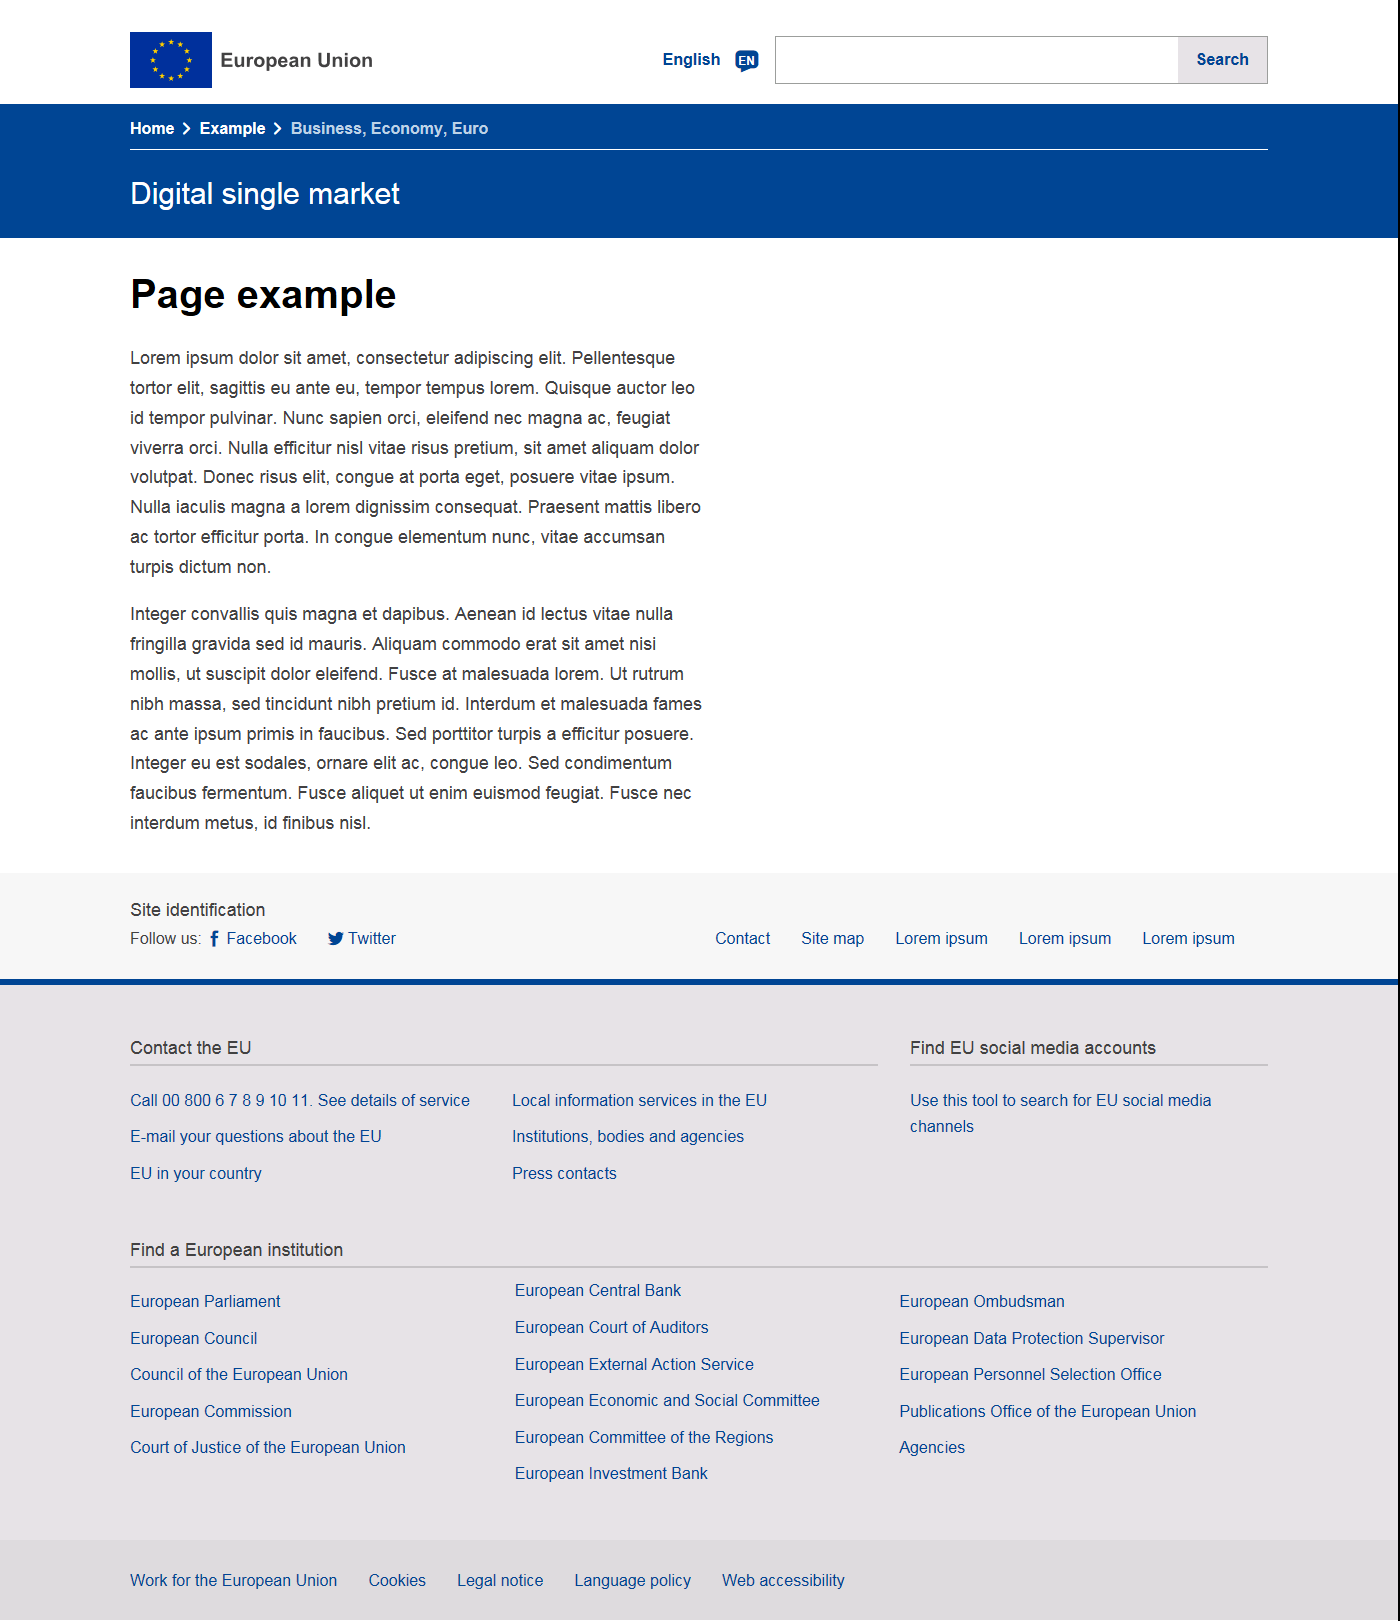 European Union
English EN
Search
Home Example Business, Economy, Euro
Digital single market
Page example
Lorem ipsum dolor sit amet, consectetur adipiscing elit. Pellentesque
tortor elit, sagittis eu ante eu, tempor tempus lorem. Quisque auctor leo
id tempor pulvinar. Nunc sapien orci, eleifend nec magna ac, feugiat
viverra orci. Nulla efficitur nisl vitae risus pretium, sit amet aliquam dolor
volutpat. Donec risus elit, congue at porta eget, posuere vitae ipsum.
Nulla iaculis magna a lorem dignissim consequat. Praesent mattis libero
ac tortor efficitur porta. In congue elementum nunc, vitae accumsan
turpis dictum non.
Integer convallis quis magna et dapibus. Aenean id lectus vitae nulla
fringilla gravida sed id mauris. Aliquam commodo erat sit amet nisi
mollis, ut suscipit dolor eleifend. Fusce at malesuada lorem. Ut rutrum
nibh massa, sed tincidunt nibh pretium id. Interdum et malesuada fames
ac ante ipsum primis in faucibus. Sed porttitor turpis a efficitur posuere.
Integer eu est sodales, ornare elit ac, congue leo. Sed condimentum
faucibus fermentum. Fusce aliquet ut enim euismod feugiat. Fusce nec
interdum metus, id finibus nisl.
Site identification
Follow us: Facebook Twitter
Contact Site map Lorem ipsum Lorem ipsum Lorem ipsum
Contact the EU
Call 00 800 6 7 8 9 10 11. See details of service
E-mail your questions about the EU
EU in your country
Local information services in the EU
Institutions, bodies and agencies
Press contacts
Find EU social media accounts
Use this tool to search for EU social media
channels
Find a European institution
European Parliament
European Council
Council of the European Union
European Commission
Court of Justice of the European Union
European Central Bank
European Court of Auditors
European External Action Service
European Economic and Social Committee
European Committee of the Regions
European Investment Bank
European Ombudsman
European Data Protection Supervisor
European Personnel Selection Office
Publications Office of the European Union
Agencies
Work for the European Union Cookies Legal notice Language policy Web accessibility